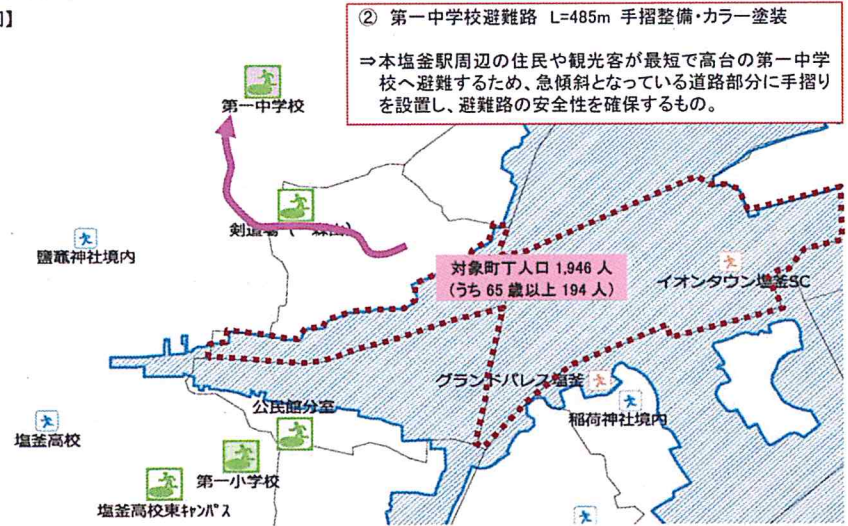 】
② 第一中学校避難路 L=485m 手摺整備・カラー塗装
⇒本塩釜駅周辺の住民や観光客が最短で高台の第一中学
校へ避難するため、急傾斜となっている道路部分に手摺り
を設置し、避難路の安全性を確保するもの。
第一中学校
剣道場(一森山)
鹽竈神社境内
対象町丁人口 1,946 人
(うち 65 歳以上 194 人)
イオンタウン塩釜SC
グランドパレス塩釜
稲荷神社境内
公民館分室
塩釜高校
第一小学校
塩釜高校東キャンパス